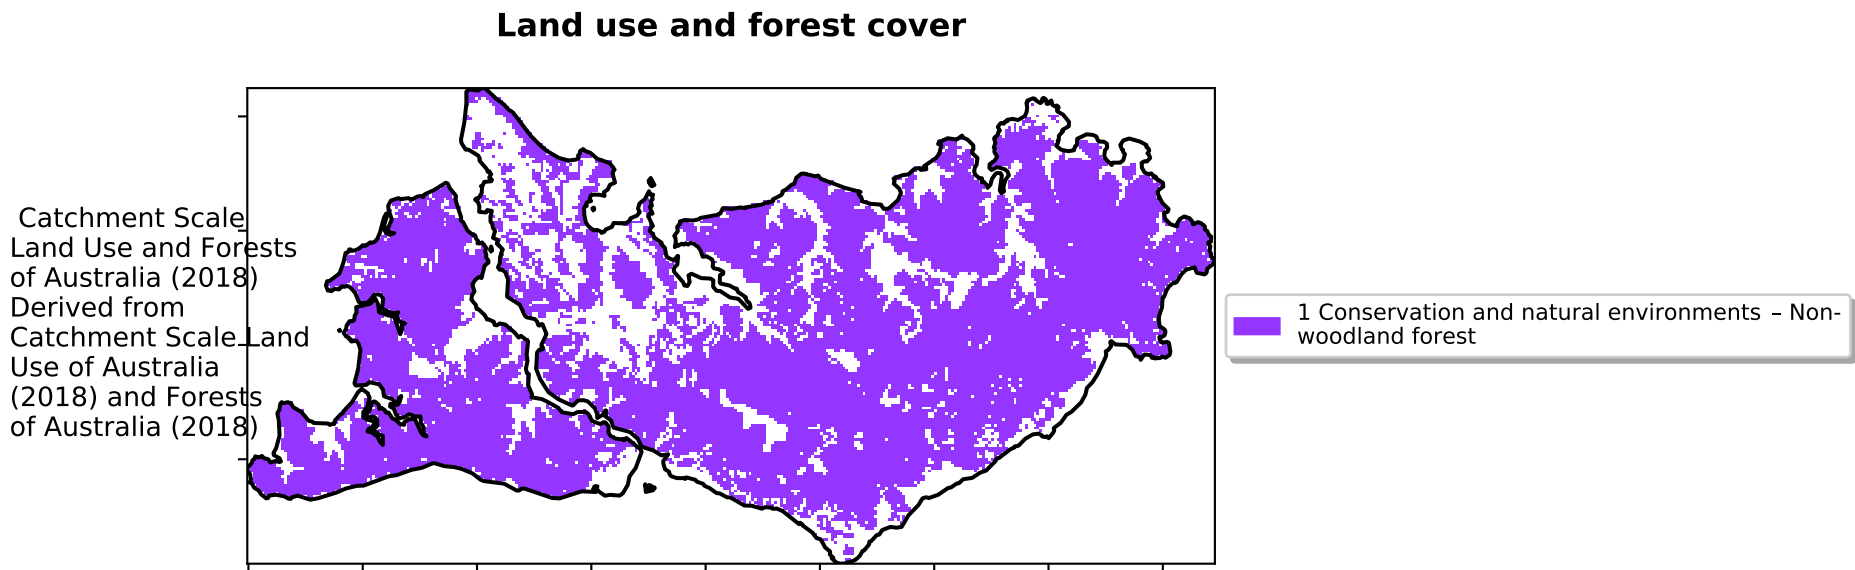 Land use and forest cover
Catchment Scale
Land Use and Forests
of Australia (2018)
Derived from
Catchment Scale Land
Use of Australia
(2018) and Forests
of Australia (2018)
1 Conservation and natural environments – Non-
woodland forest